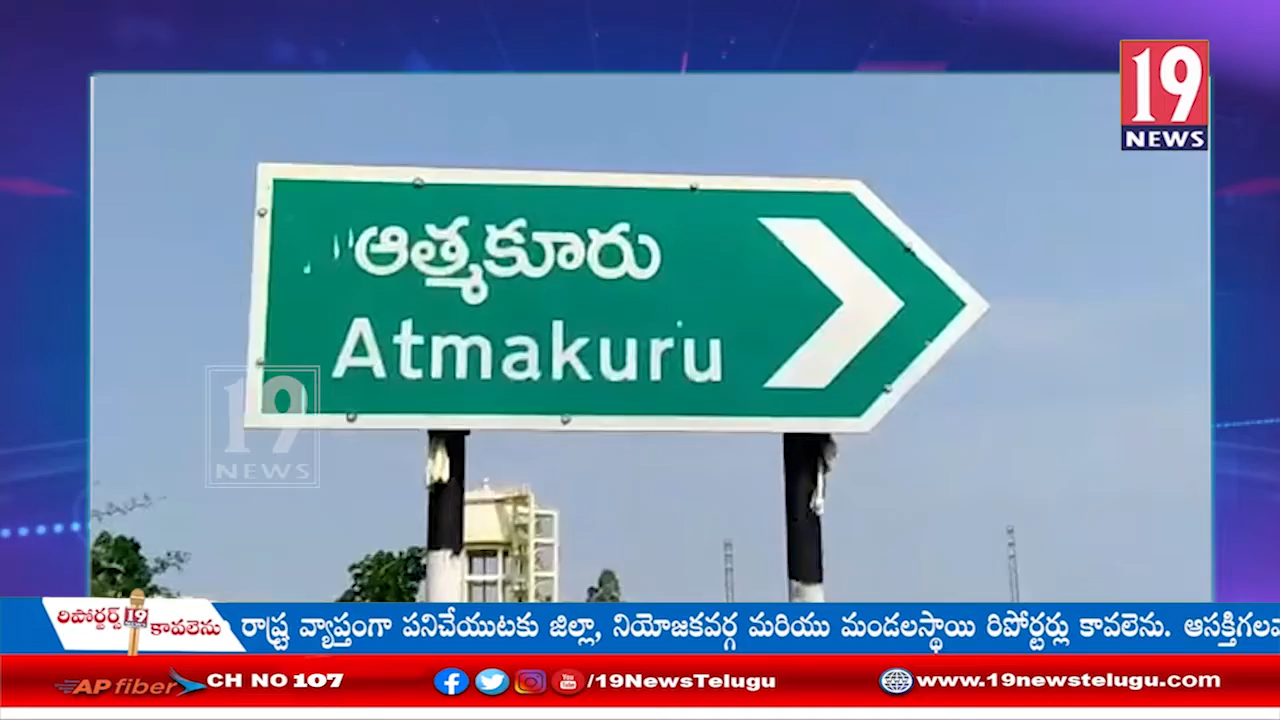 19
NEWS
ఆత్మకూరు
Atmakuru
19
NEWS
రిపోర్టర్స్ 19 కావలెను
రాష్ట్ర వ్యాప్తంగా పనిచేయుటకు జిల్లా, నియోజకవర్గ మరియు మండలస్థాయి రిపోర్టర్లు కావలెను.
AP fiber CH NO 107
/19NewsTelugu
www.19newstelugu.com